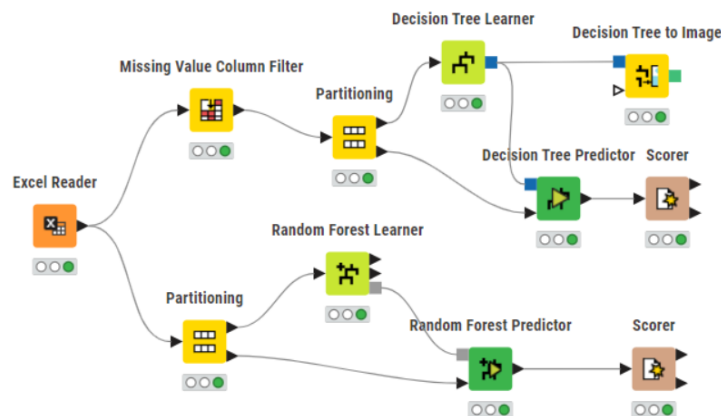 Decision Tree Learner
Decision Tree to Image
Missing Value Column Filter
Partitioning
Decision Tree Predictor
Scorer
Excel Reader
Random Forest Learner
Partitioning
Random Forest Predictor
Scorer